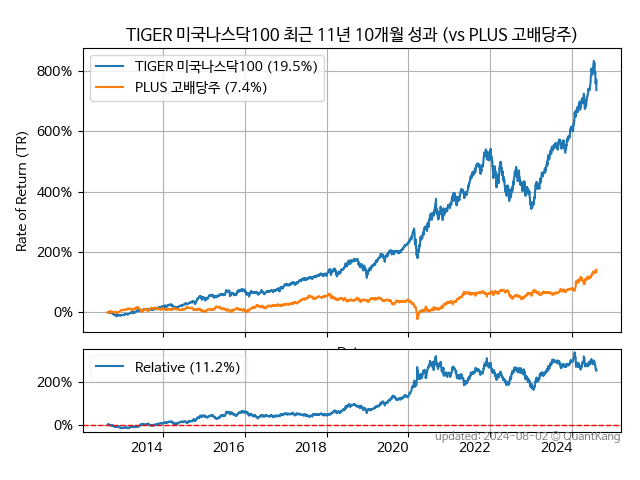 TIGER 미국나스닥100 최근 11년 10개월 성과 (vs PLUS 고배당주)
TIGER 미국나스닥100 (19.5%)
PLUS 고배당주 (7.4%)
Rate of Return (TR)
800%
600%
400%
200%
0%
Relative (11.2%)
200%
0%
2014
2016
2018
2020
2022
2024
updated: 2024-08-02 © QuantKang